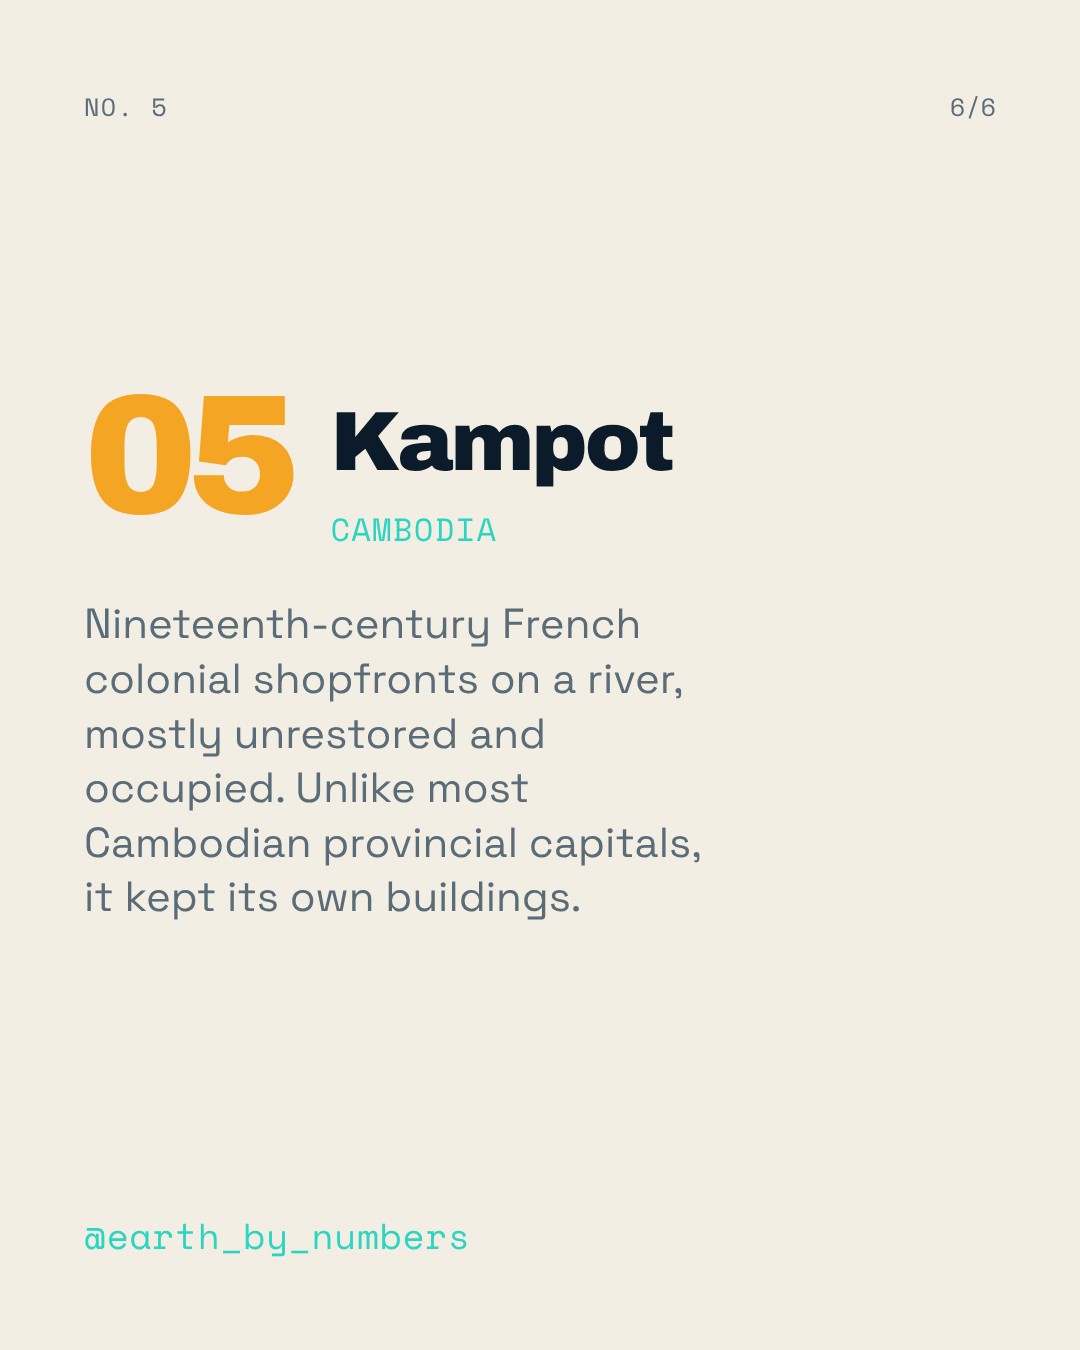 NO. 5
6/6
05
Kampot
CAMBODIA
Nineteenth-century French
colonial shopfronts on a river,
mostly unrestored and
occupied. Unlike most
Cambodian provincial capitals,
it kept its own buildings.
@earth_by_numbers